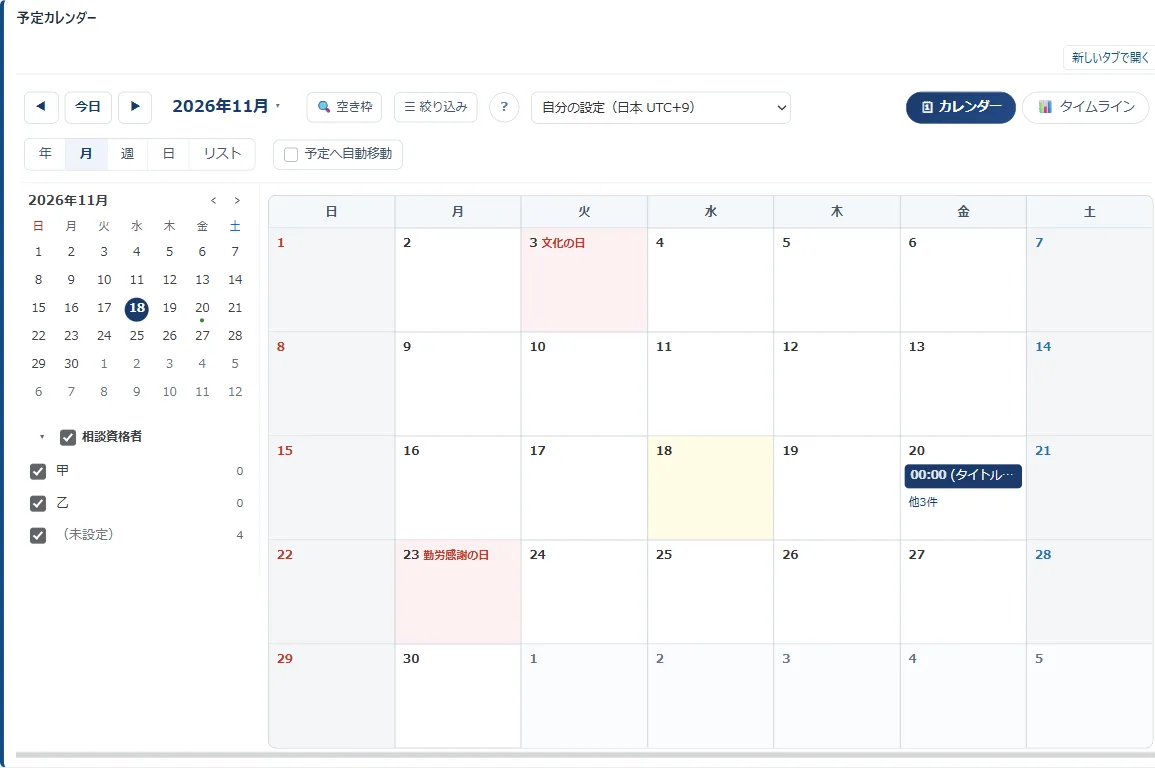 予定カレンダー
新しいタブで開く
◀ 今日 ▶ 2026年11月 ▾ 🔍 空き枠 ☰ 絞り込み ? 自分の設定（日本 UTC+9） カレンダー タイムライン
年 月 週 日 リスト 予定へ自動移動
2026年11月 < >
日 月 火 水 木 金 土
1 2 3 4 5 6 7
8 9 10 11 12 13 14
15 16 17 18 19 20 21
22 23 24 25 26 27 28
29 30 1 2 3 4 5
6 7 8 9 10 11 12
▾ 相談資格者
甲 0
乙 0
（未設定） 4
日 月 火 水 木 金 土
1 2 3 文化の日 4 5 6 7
8 9 10 11 12 13 14
15 16 17 18 19 20 21
00:00 (タイトル…
他3件
22 23 勤労感謝の日 24 25 26 27 28
29 30 1 2 3 4 5